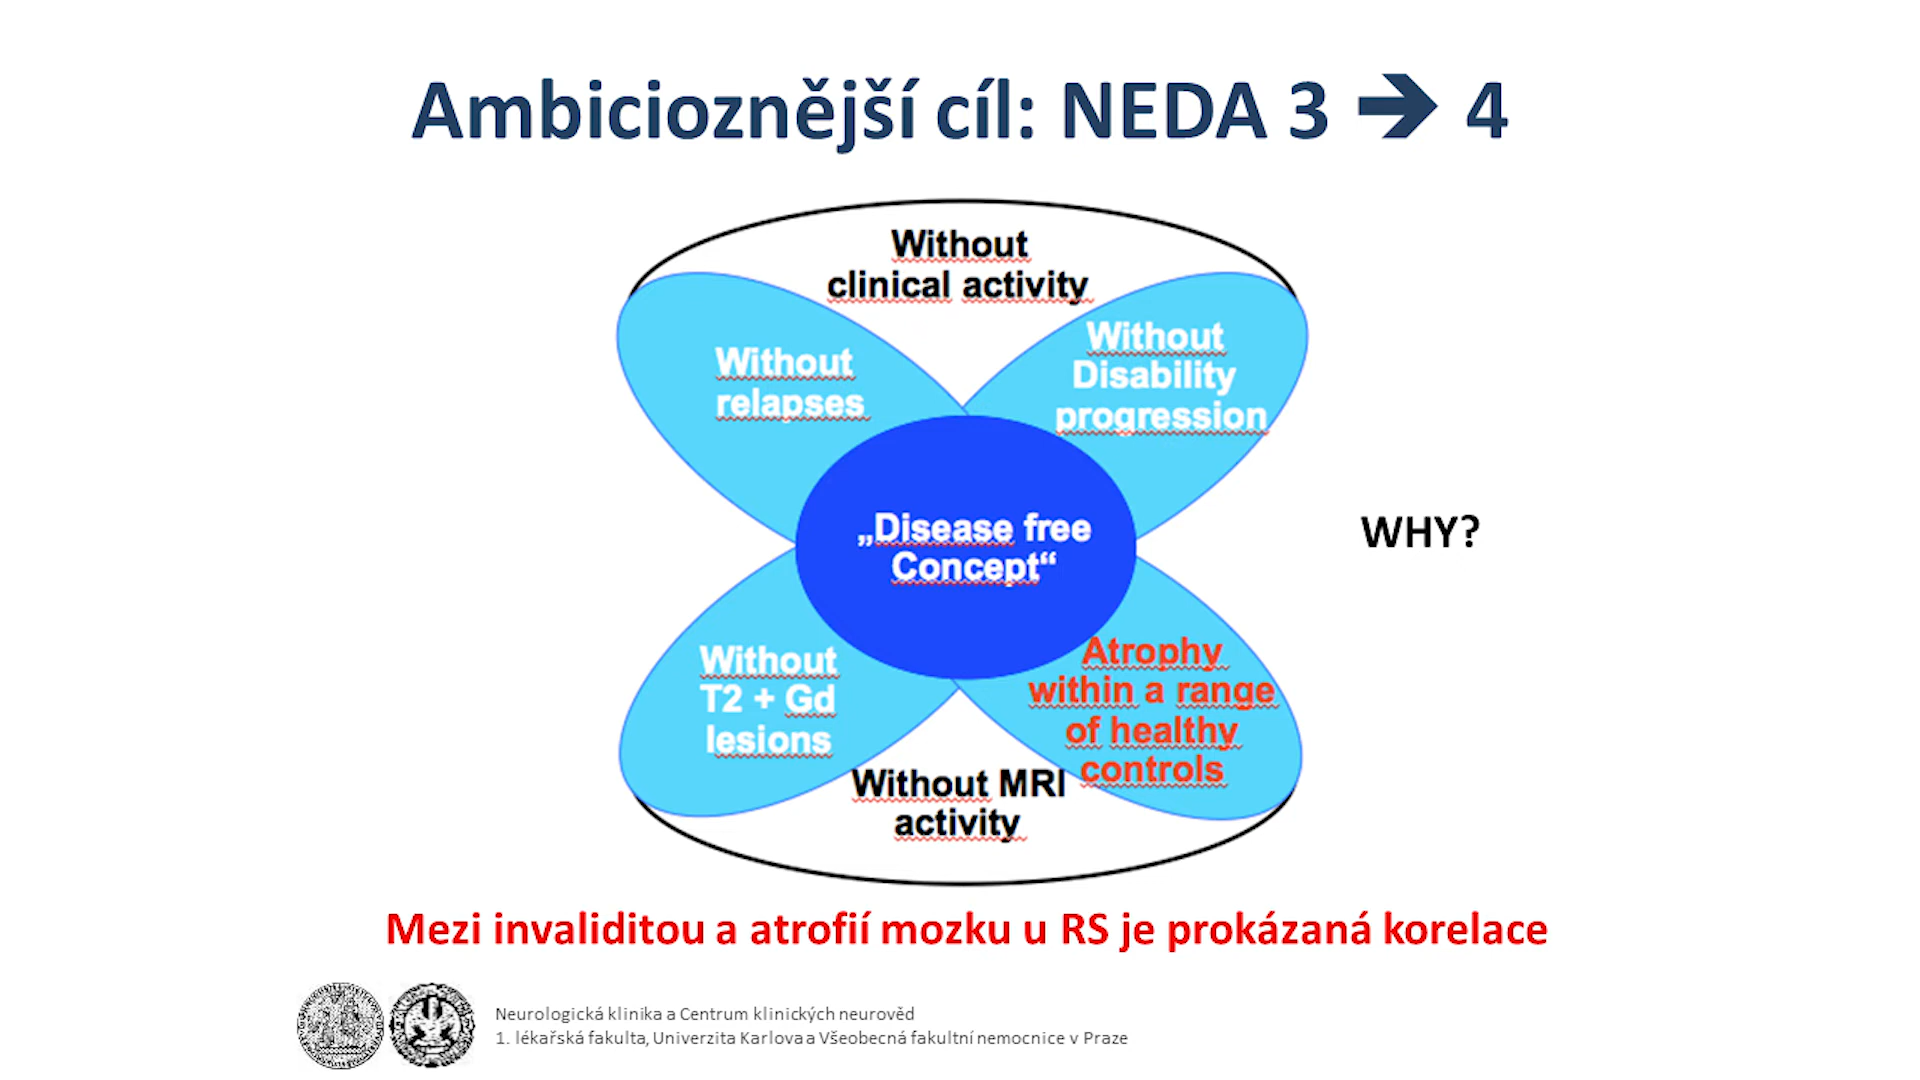 Ambicioznější cíl: NEDA 3 → 4
Without
clinical activity
Without
relapses
Without
Disability
progression
„Disease free
Concept“
WHY?
Without
T2 + Gd
lesions
Atrophy
within a range
of healthy
controls
Without MRI
activity
Mezi invaliditou a atrofií mozku u RS je prokázaná korelace
Neurologická klinika a Centrum klinických neurověd
1. lékařská fakulta, Univerzita Karlova a Všeobecná fakultní nemocnice v Praze